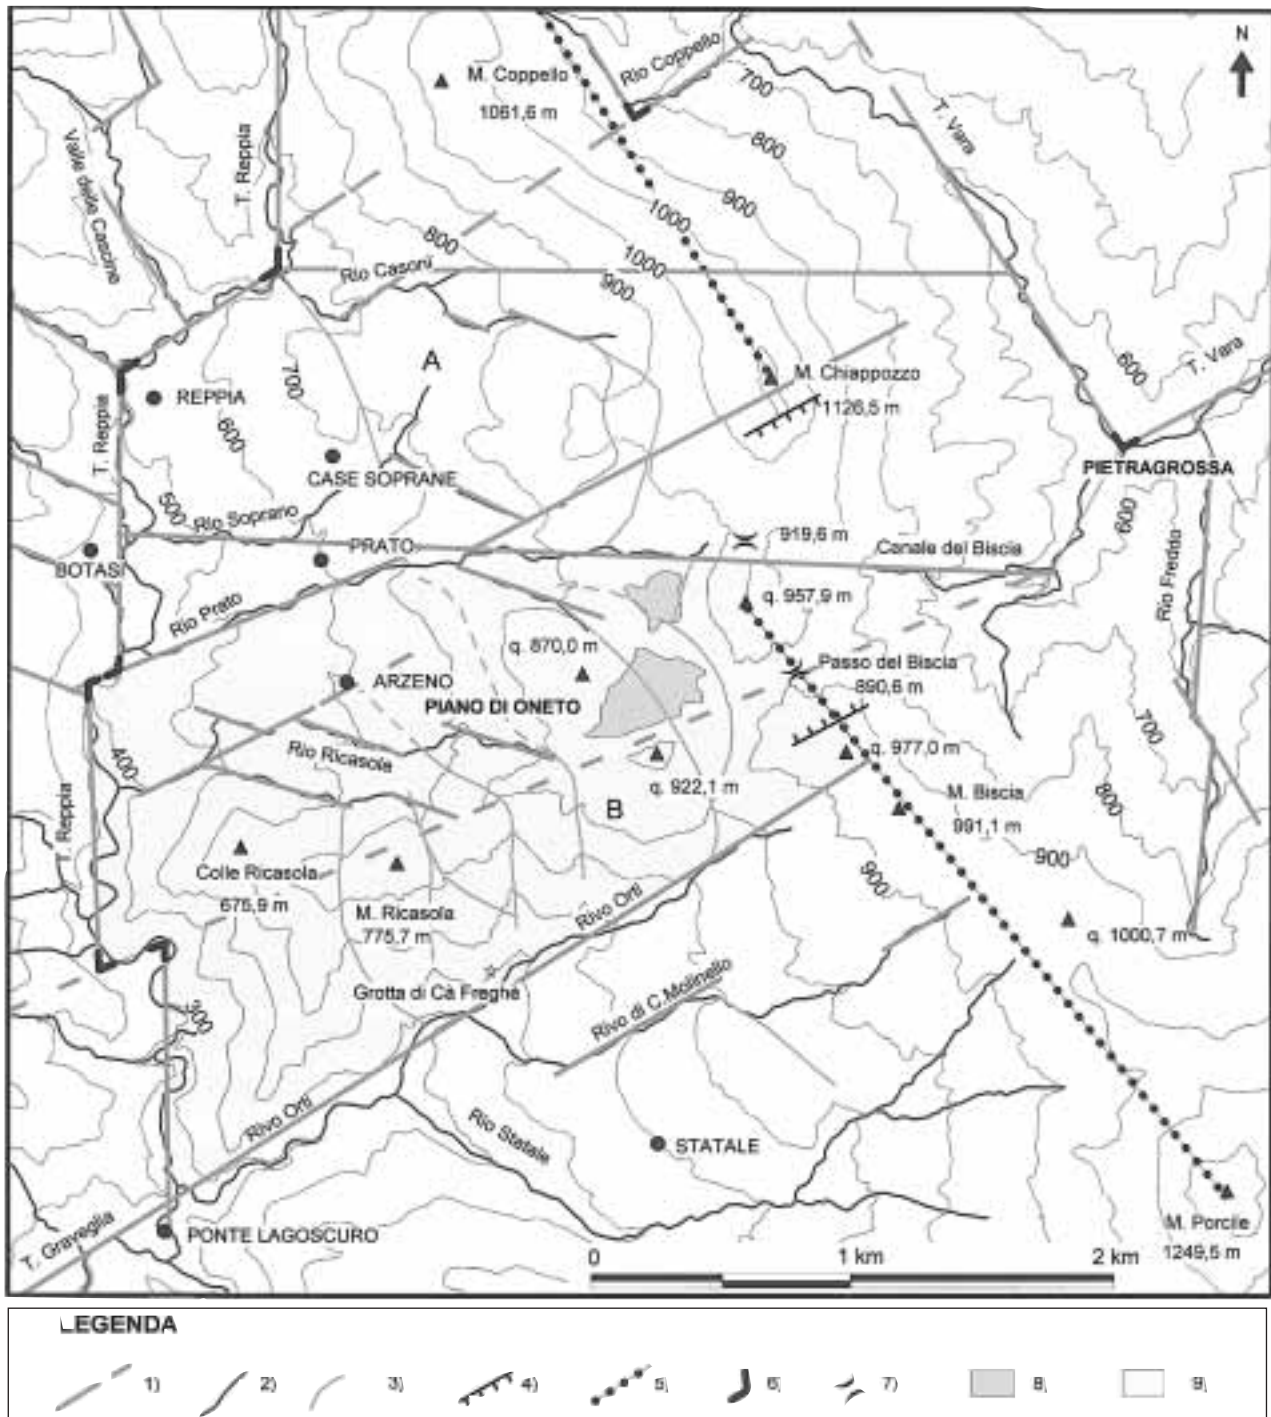 N
M. Coppello
1061,6 m
Rio Coppello
700
T. Vara
800
Valle delle Cascine
T. Reppia
900
1000
800
1000
Rio Casoni
900
A
700
M. Chiappozzo
1126,5 m
600
T. Vara
REPPIA
600
T. Reppia
CASE SOPRANE
PIETRAGROSSA
500
Rio Soprano
600
919,6 m
PRATO
Canale del Biscia
BOTASI
Rio Freddo
q. 957,9 m
Rio Prato
q. 870,0 m
Passo del Biscia
890,6 m
ARZENO
PIANO DI ONETO
700
400
Rio Ricasola
q. 977,0 m
q. 922,1 m
M. Biscia
991,1 m
800
B
T. Reppia
900
900
Colle Ricasola
675,9 m
M. Ricasola
775,7 m
Rivo Orti
q. 1000,7 m
Grotta di Cà Freghè
Rivo di C.Molinello
300
Rivo Orti
Rio Statale
STATALE
T. Graveglia
PONTE LAGOSCURO
M. Porcile
1249,5 m
0 1 km 2 km
LEGENDA
1) 2) 3) 4) 5) 6) 7) 8) 9)